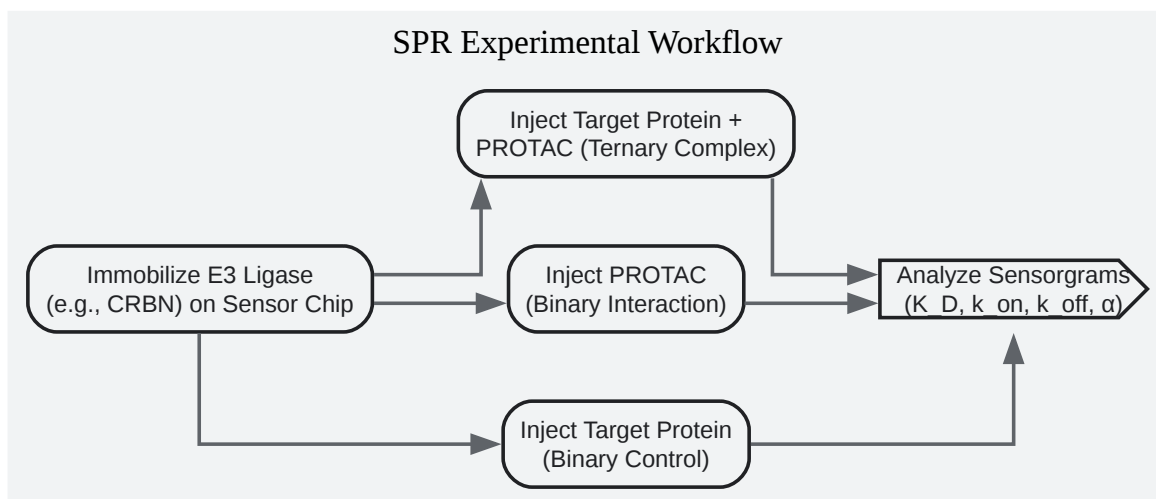 SPR Experimental Workflow
Inject Target Protein +
PROTAC (Ternary Complex)
Immobilize E3 Ligase
(e.g., CRBN) on Sensor Chip
Inject PROTAC
(Binary Interaction)
Analyze Sensorgrams
(K_D, k_on, k_off, α)
Inject Target Protein
(Binary Control)